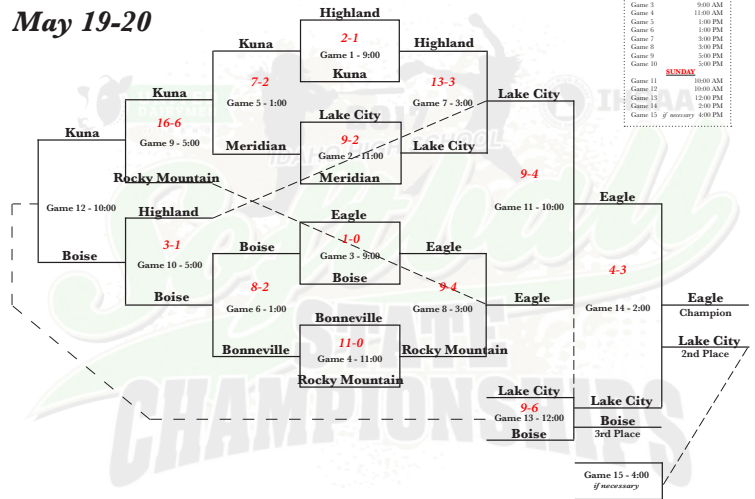 May 19-20
Game 3 9:00 AM
Game 4 11:00 AM
Game 5 1:00 PM
Game 6 1:00 PM
Game 7 3:00 PM
Game 8 3:00 PM
Game 9 5:00 PM
Game 10 5:00 PM
SUNDAY
Game 11 10:00 AM
Game 12 10:00 AM
Game 13 12:00 PM
Game 14 2:00 PM
Game 15 if necessary 4:00 PM
Highland
2-1
Game 1 - 9:00
Kuna
Lake City
9-2
Game 2 - 11:00
Meridian
Eagle
1-0
Game 3 - 9:00
Boise
Bonneville
11-0
Game 4 - 11:00
Rocky Mountain
Kuna
7-2
Game 5 - 1:00
Meridian
Boise
8-2
Game 6 - 1:00
Bonneville
Highland
13-3
Game 7 - 3:00
Lake City
Eagle
9-4
Game 8 - 3:00
Rocky Mountain
Kuna
16-6
Game 9 - 5:00
Rocky Mountain
Highland
3-1
Game 10 - 5:00
Boise
Lake City
9-4
Game 11 - 10:00
Eagle
Kuna
Game 12 - 10:00
Boise
Lake City
9-6
Game 13 - 12:00
Boise
Eagle
4-3
Game 14 - 2:00
Lake City
Eagle
Champion
Lake City
2nd Place
Boise
3rd Place
Game 15 - 4:00
if necessary
Softball
STATE
CHAMPIONSHIPS